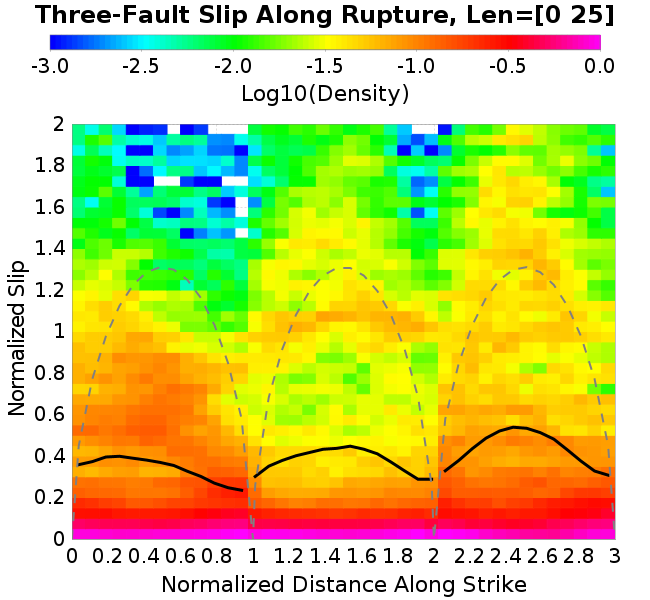 Three-Fault Slip Along Rupture, Len=[0 25]
-3.0 -2.5 -2.0 -1.5 -1.0 -0.5 0.0
Log10(Density)
2
1.8
1.6
1.4
1.2
1
0.8
0.6
0.4
0.2
0
Normalized Slip
0 0.2 0.4 0.6 0.8 1 1.2 1.4 1.6 1.8 2 2.2 2.4 2.6 2.8 3
Normalized Distance Along Strike